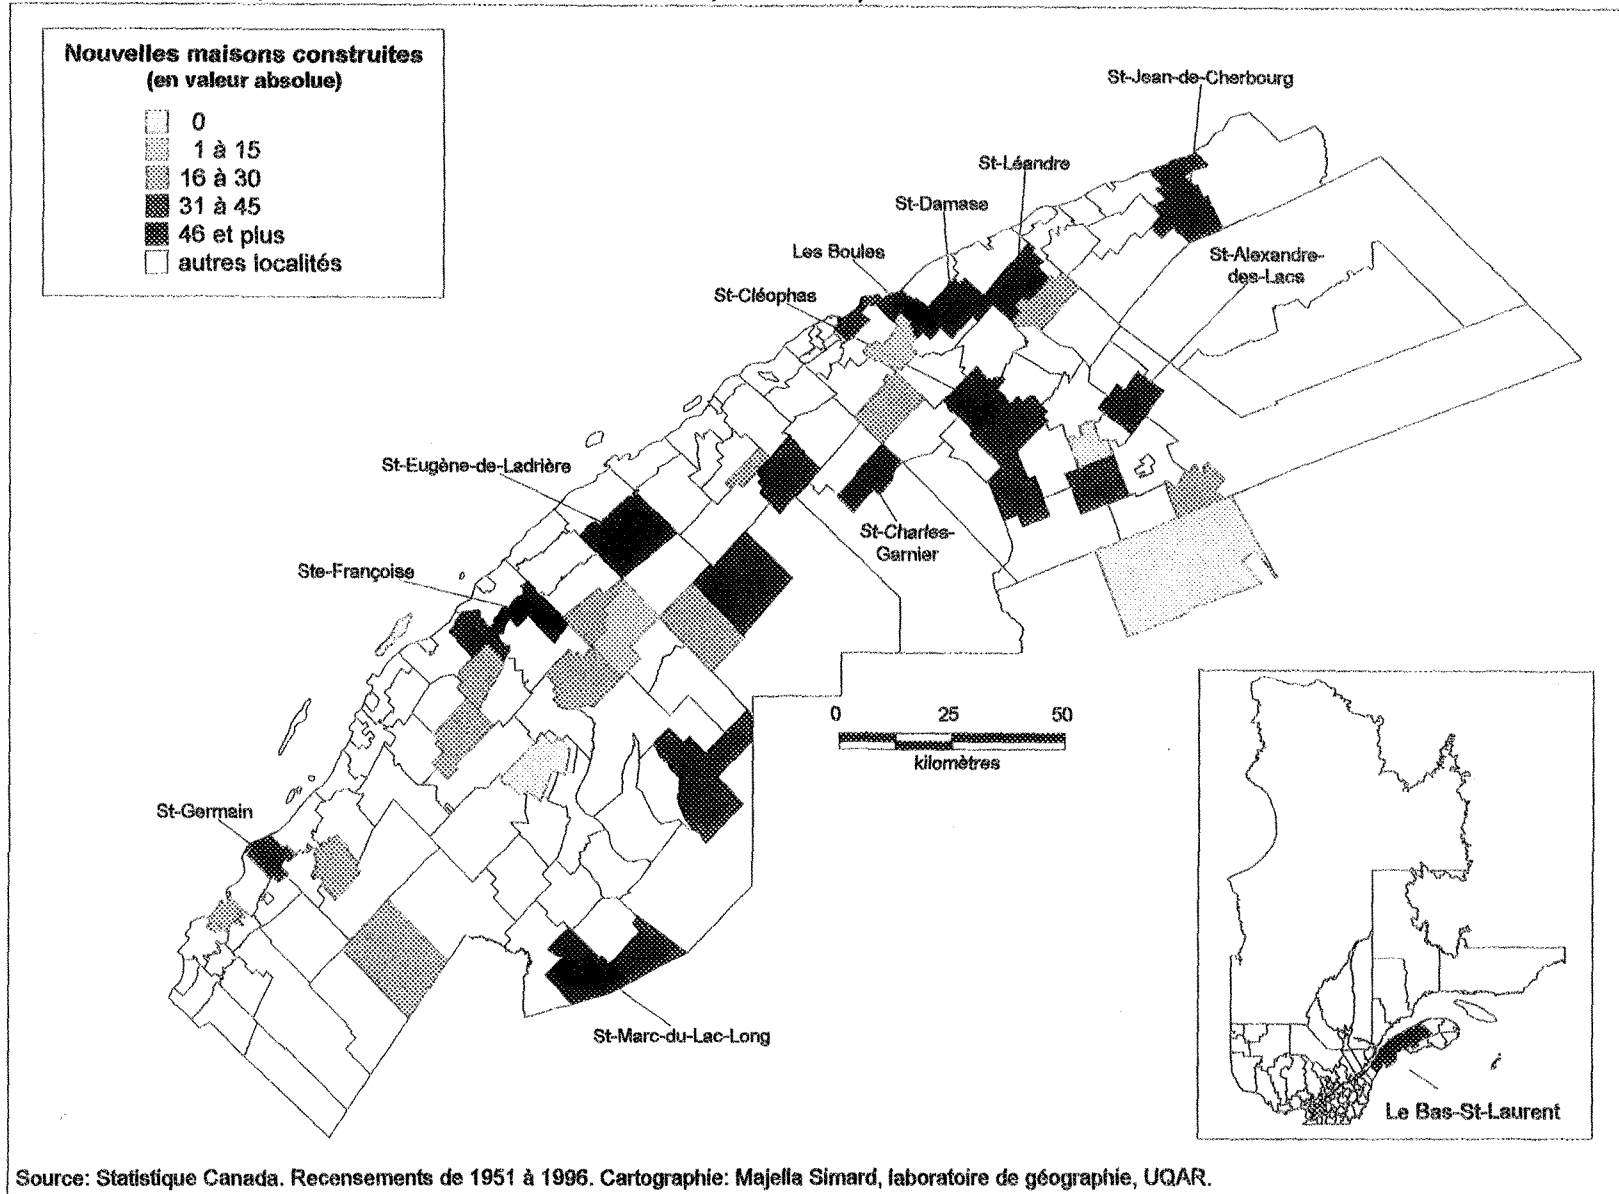 Nouvelles maisons construites
(en valeur absolue)
0
1 à 15
16 à 30
31 à 45
46 et plus
autres localités
St-Jean-de-Cherbourg
St-Léandre
St-Damase
Les Boules
St-Cléophas
St-Alexandre-
des-Lacs
St-Eugène-de-Ladrière
St-Charles-
Garnier
Ste-Françoise
0 25 50
kilomètres
St-Germain
St-Marc-du-Lac-Long
Le Bas-St-Laurent
Source: Statistique Canada. Recensements de 1951 à 1996. Cartographie: Majella Simard, laboratoire de géographie, UQAR.